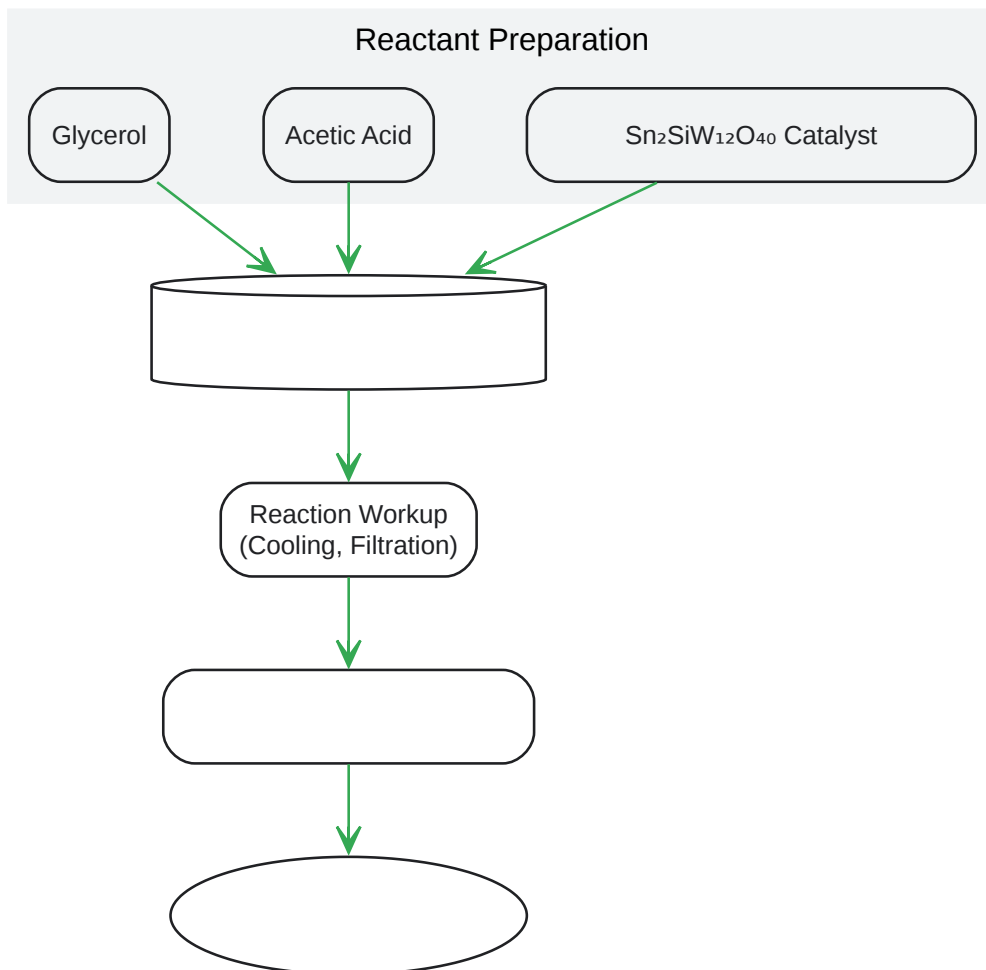 Reactant Preparation
Glycerol
Acetic Acid
Sn₂SiW₁₂O₄₀ Catalyst
Reaction Workup
(Cooling, Filtration)